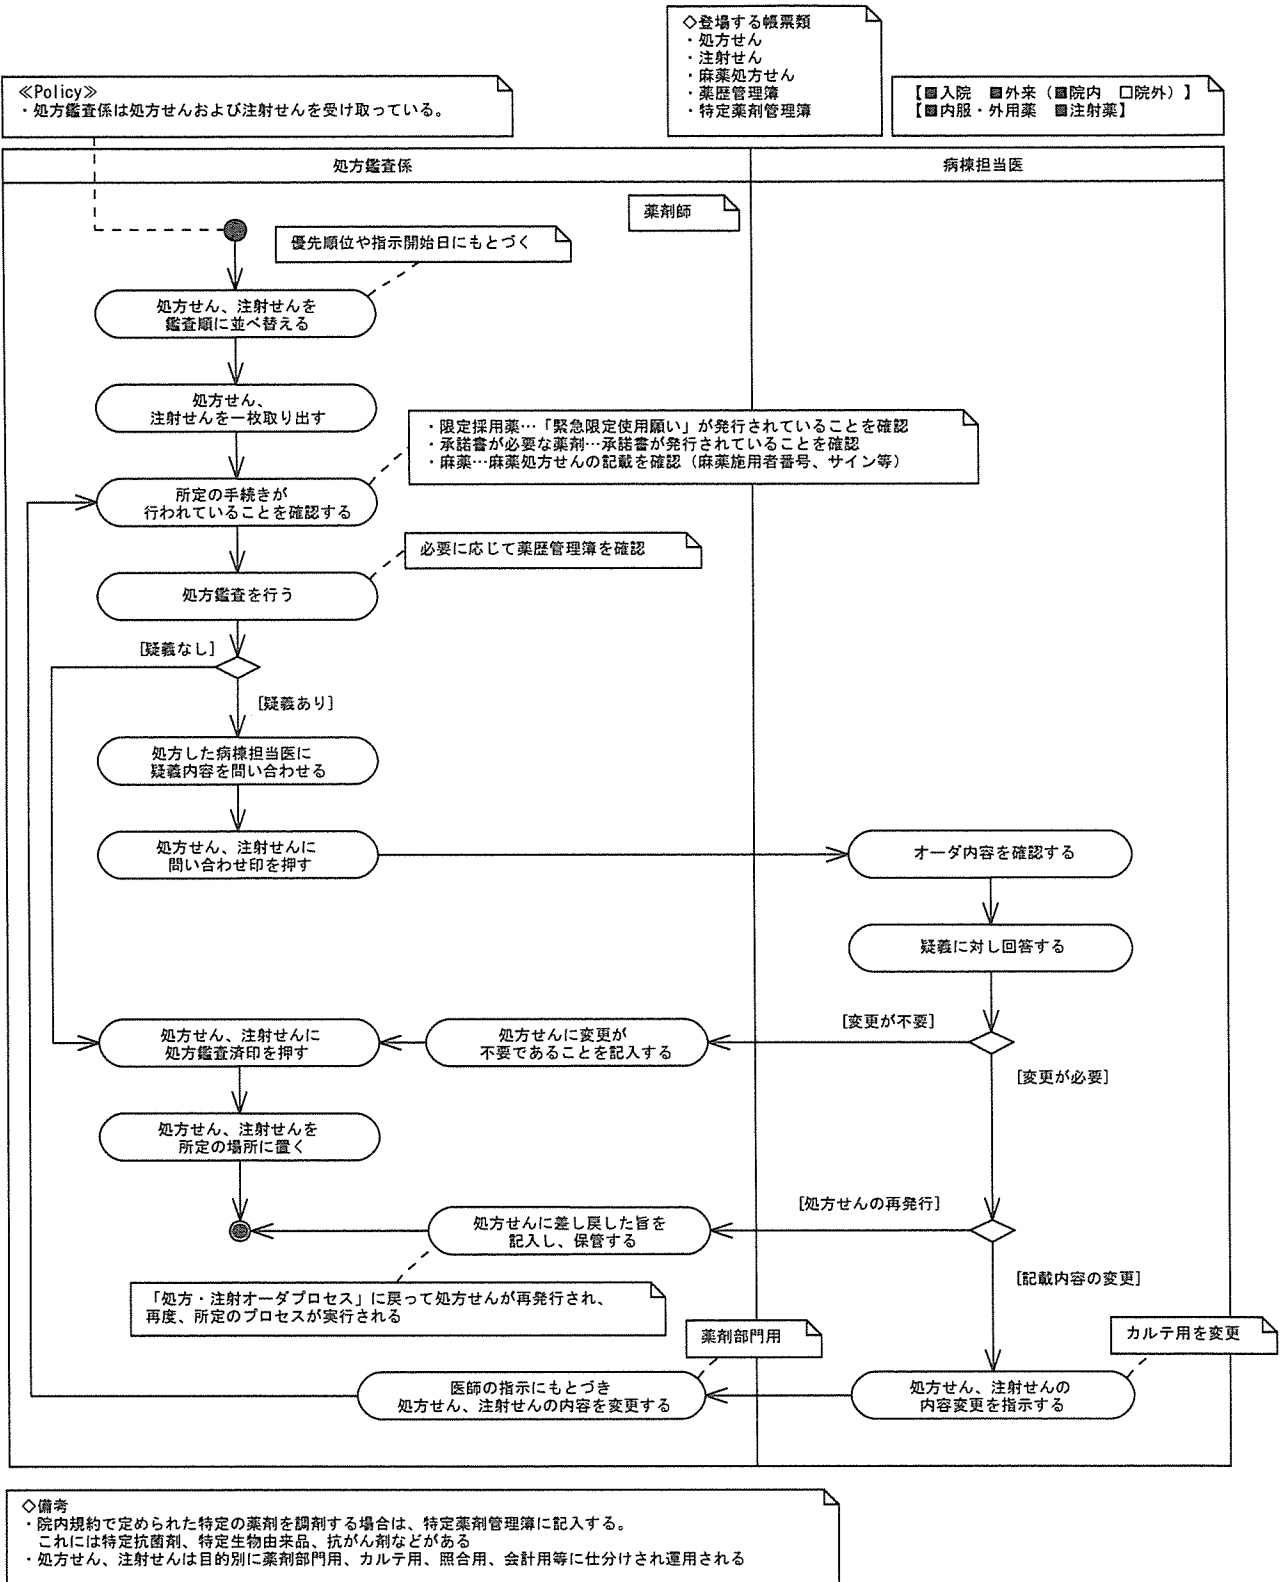 ◇登場する帳票類
・処方せん
・注射せん
・麻薬処方せん
・薬歴管理簿
・特定薬剤管理簿
≪Policy≫
・処方鑑査係は処方せんおよび注射せんを受け取っている。
【■入院 ■外来（■院内 □院外）】
【■内服・外用薬 ■注射薬】
処方鑑査係
病棟担当医
薬剤師
優先順位や指示開始日にもとづく
処方せん、注射せんを
鑑査順に並べ替える
処方せん、
注射せんを一枚取り出す
・限定採用薬…「緊急限定使用願い」が発行されていることを確認
・承諾書が必要な薬剤…承諾書が発行されていることを確認
・麻薬…麻薬処方せんの記載を確認（麻薬施用者番号、サイン等）
所定の手続きが
行われていることを確認する
必要に応じて薬歴管理簿を確認
処方鑑査を行う
[疑義なし]
[疑義あり]
処方した病棟担当医に
疑義内容を問い合わせる
処方せん、注射せんに
問い合わせ印を押す
オーダ内容を確認する
疑義に対し回答する
[変更が不要]
処方せん、注射せんに
処方鑑査済印を押す
処方せんに変更が
不要であることを記入する
[変更が必要]
処方せん、注射せんを
所定の場所に置く
[処方せんの再発行]
処方せんに差し戻した旨を
記入し、保管する
[記載内容の変更]
「処方・注射オーダプロセス」に戻って処方せんが再発行され、
再度、所定のプロセスが実行される
薬剤部門用
カルテ用を変更
医師の指示にもとづき
処方せん、注射せんの内容を変更する
処方せん、注射せんの
内容変更を指示する
◇備考
・院内規約で定められた特定の薬剤を調剤する場合は、特定薬剤管理簿に記入する。
これには特定抗菌剤、特定生物由来品、抗がん剤などがある
・処方せん、注射せんは目的別に薬剤部門用、カルテ用、照合用、会計用等に仕分けされ運用される